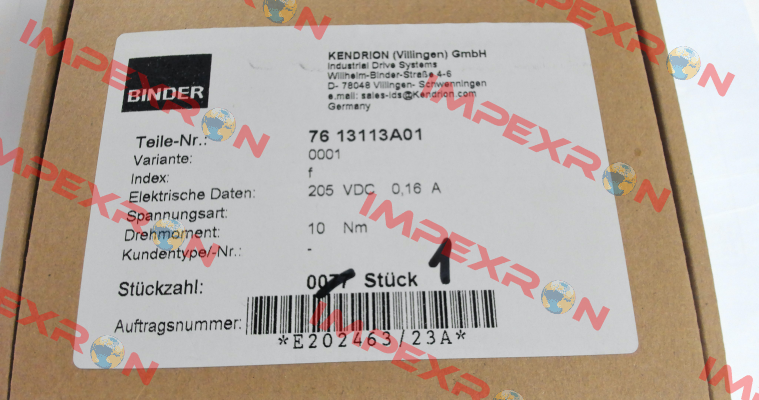 BINDER
KENDRION (Villingen) GmbH
Industrial Drive Systems
Wilhelm-Binder-Straße 4-6
D- 78048 Villingen- Schwenningen
e.mail: sales-ids@Kendrion.com
Germany
Teile-Nr.: 76 13113A01
Variante: 0001
Index: f
Elektrische Daten: 205 VDC 0,16 A
Spannungsart:
Drehmoment: 10 Nm
Kundentype/-Nr.: -
Stückzahl: Stück 1
Auftragsnummer:
*E202463/23A*
IMPEXRON
IMPEXRON
IMPEXRON
IMPEXRON
IMPEXRON
IMPEXRON
IMPEXRON